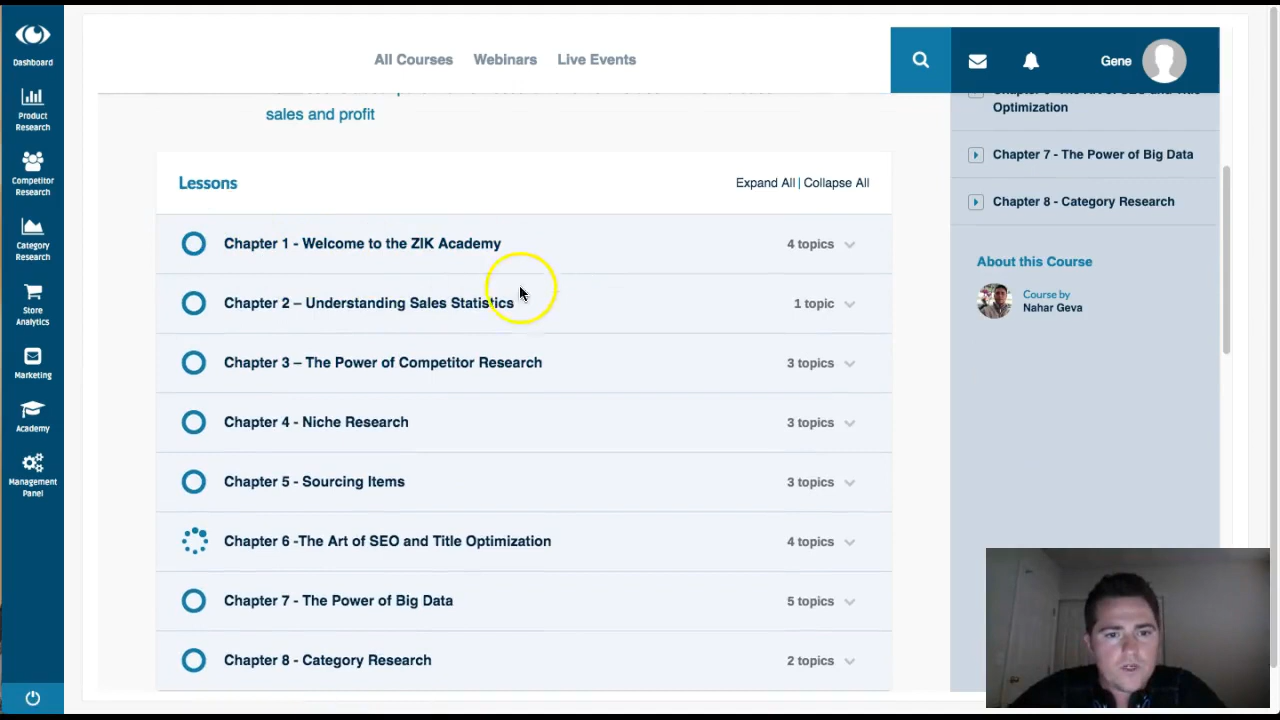 Dashboard
Product
Research
Competitor
Research
Category
Research
Store
Analytics
Marketing
Academy
Management
Panel
All Courses
Webinars
Live Events
Gene
sales and profit
Lessons
Expand All | Collapse All
Chapter 1 - Welcome to the ZIK Academy
4 topics
Chapter 2 – Understanding Sales Statistics
1 topic
Chapter 3 – The Power of Competitor Research
3 topics
Chapter 4 - Niche Research
3 topics
Chapter 5 - Sourcing Items
3 topics
Chapter 6 -The Art of SEO and Title Optimization
4 topics
Chapter 7 - The Power of Big Data
5 topics
Chapter 8 - Category Research
2 topics
Optimization
Chapter 7 - The Power of Big Data
Chapter 8 - Category Research
About this Course
Course by
Nahar Geva